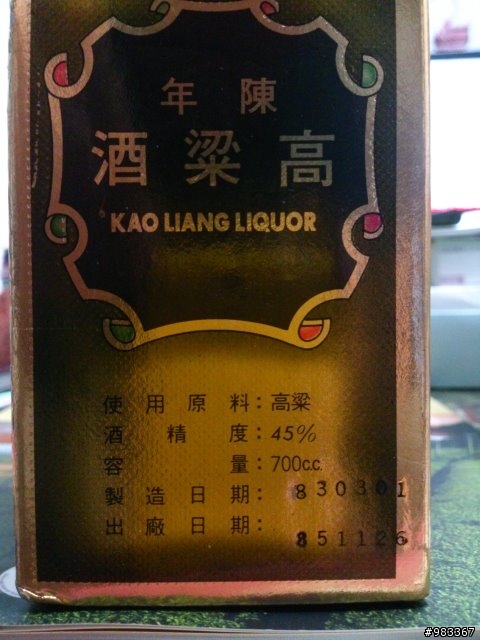 陳年
高粱酒
KAO LIANG LIQUOR
使用原料：高粱
酒精度：45%
容量：700c.c.
製造日期：830301
出廠日期：851126
#983367